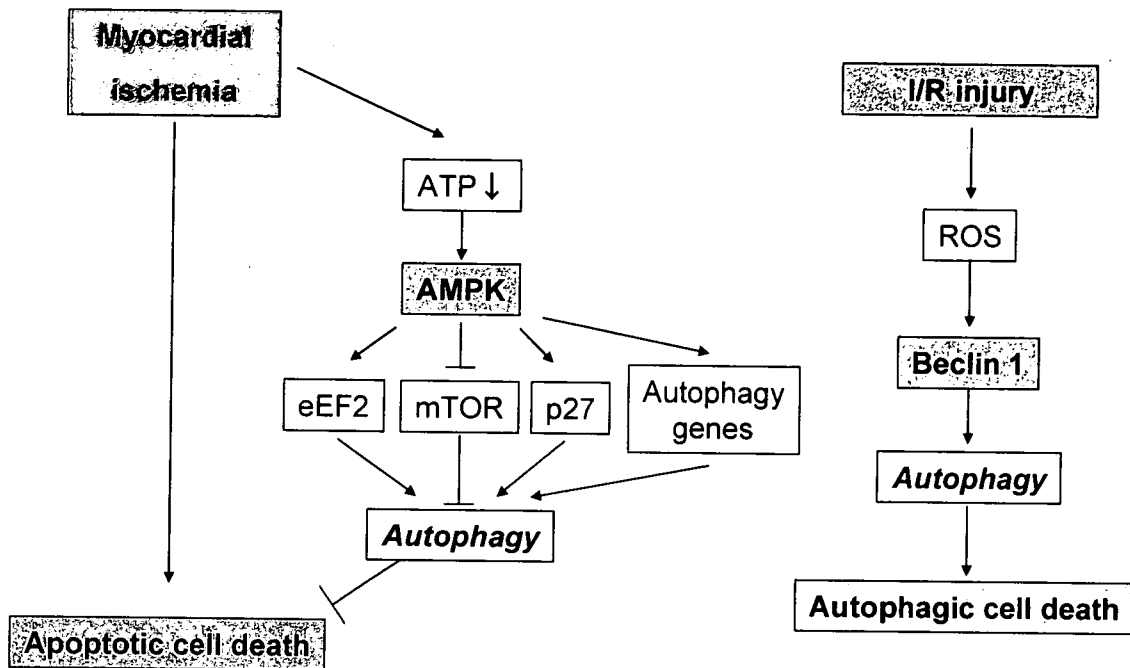 Myocardial
ischemia
I/R injury
ATP ↓
ROS
AMPK
Beclin 1
eEF2
mTOR
p27
Autophagy
genes
Autophagy
Autophagy
Apoptotic cell death
Autophagic cell death